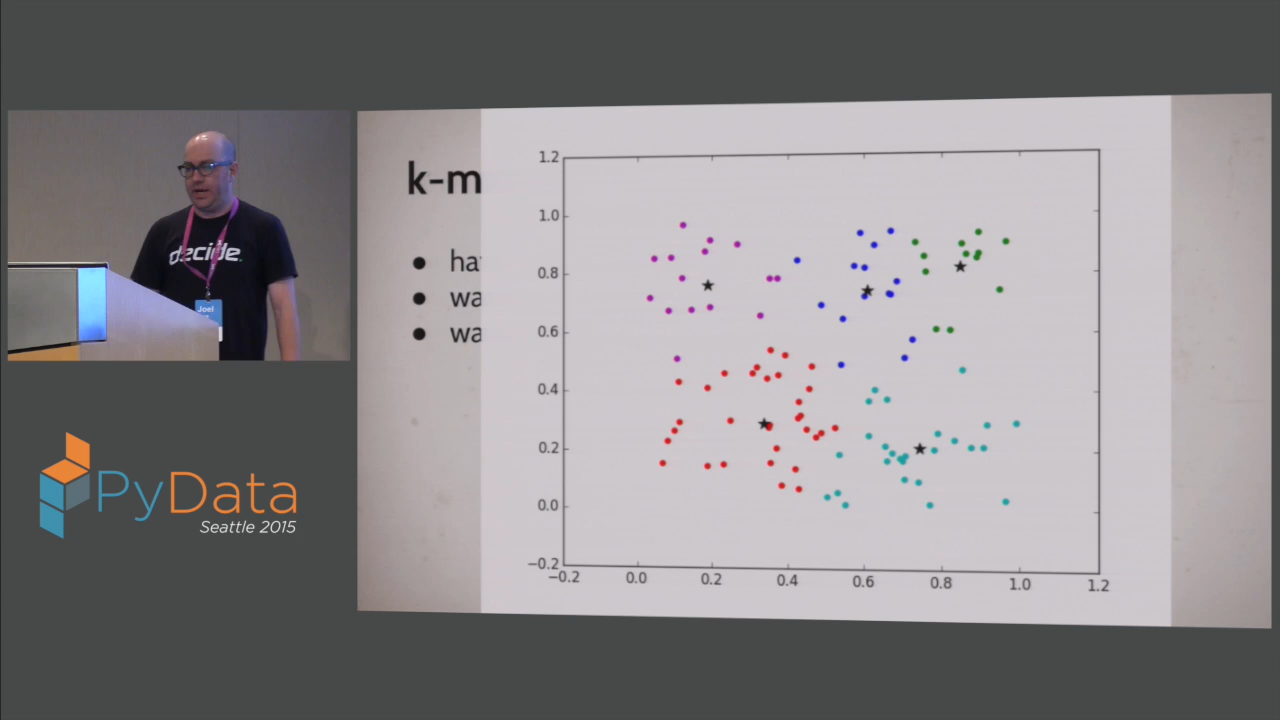 decide.
Joel
PyData
Seattle 2015
k-m
ha
wa
wa
1.2
1.0
0.8
0.6
0.4
0.2
0.0
−0.2
−0.2 0.0 0.2 0.4 0.6 0.8 1.0 1.2